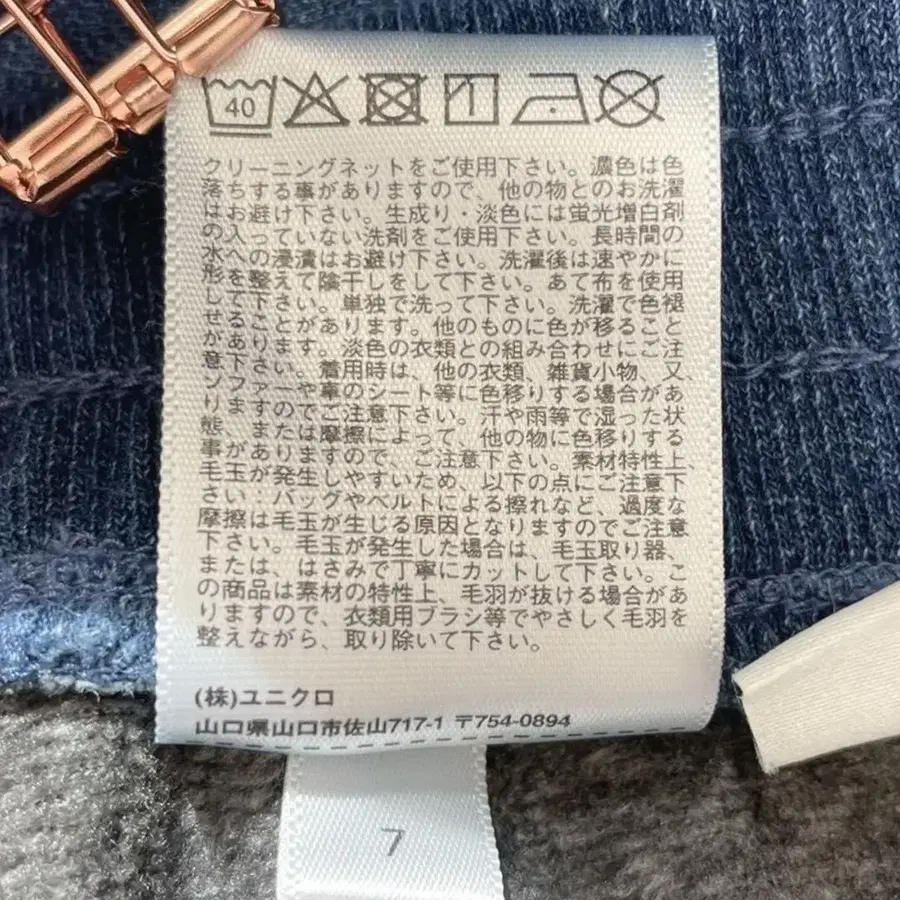 40
クリーニングネットをご使用下さい。濃色は色
落ちする事がありますので、他の物とのお洗濯
はお避け下さい。生成り・淡色には蛍光増白剤
の入っていない洗剤をご使用下さい。長時間の
水への浸漬はお避け下さい。洗濯後は速やかに
形を整えて陰干しをして下さい。あて布を使用
して下さい。単独で洗って下さい。洗濯で色褪
せることがあります。他のものに色が移ること
があります。淡色の衣類との組み合わせにご注
意下さい。着用時は、他の衣類、雑貨小物、又、
ソファーや車のシート等に色移りする場合があ
りますのでご注意下さい。汗や雨等で湿った状
態、または摩擦によって、他の物に色移りする
事がありますので、ご注意下さい。素材特性上、
毛玉が発生しやすいため、以下の点にご注意下
さい:バッグやベルトによる擦れなど、過度な
摩擦は毛玉が生じる原因となりますのでご注意
下さい。毛玉が発生した場合は、毛玉取り器、
または、はさみで丁寧にカットして下さい。こ
の商品は素材の特性上、毛羽が抜ける場合があ
りますので、衣類用ブラシ等でやさしく毛羽を
整えながら、取り除いて下さい。
(株)ユニクロ
山口県山口市佐山717-1 〒754-0894
7